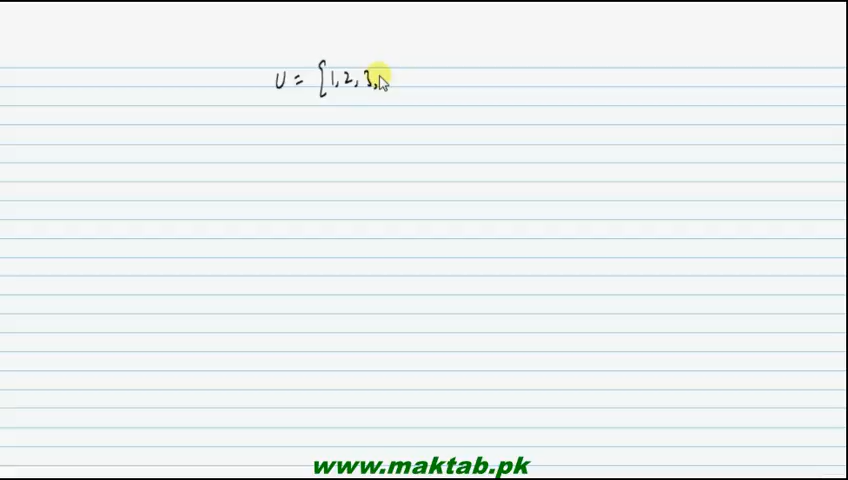 U = {1, 2, 3,
www.maktab.pk